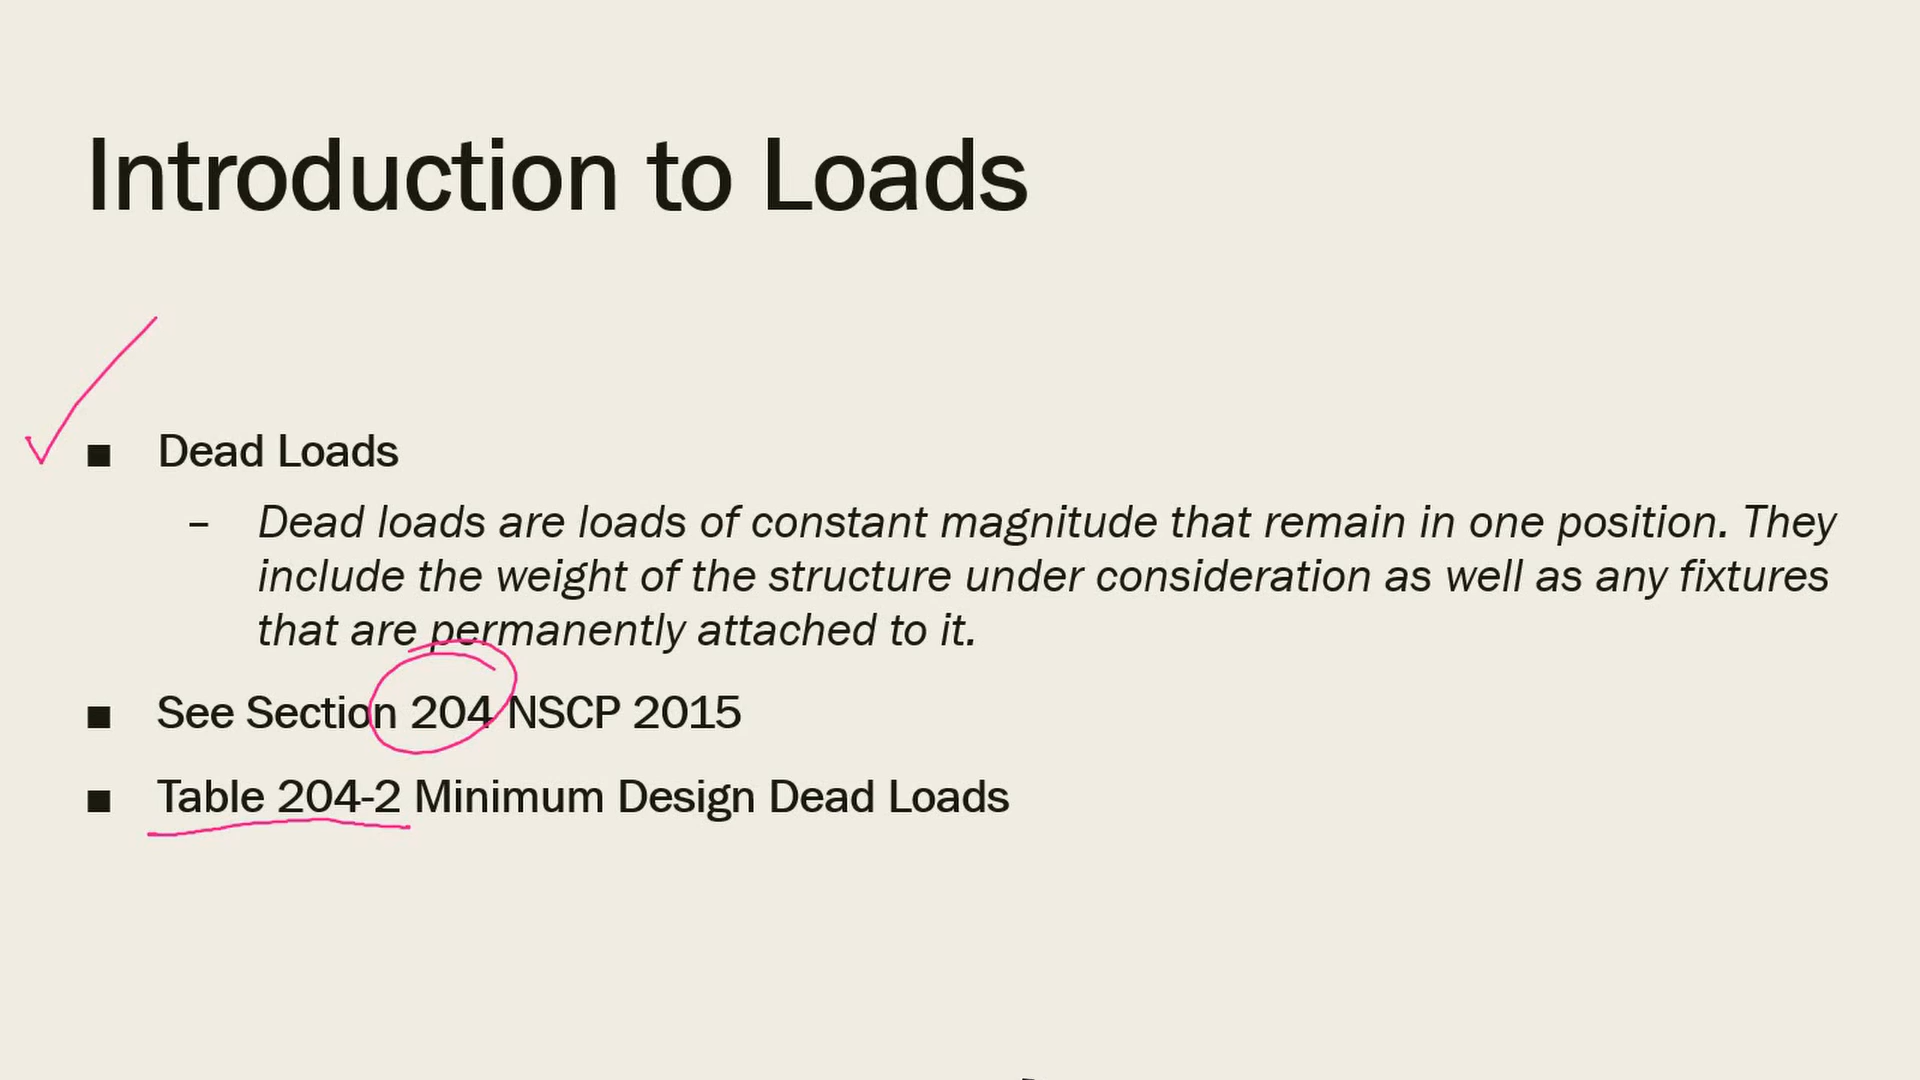 Introduction to Loads
■ Dead Loads
– Dead loads are loads of constant magnitude that remain in one position. They
include the weight of the structure under consideration as well as any fixtures
that are permanently attached to it.
■ See Section 204 NSCP 2015
■ Table 204-2 Minimum Design Dead Loads